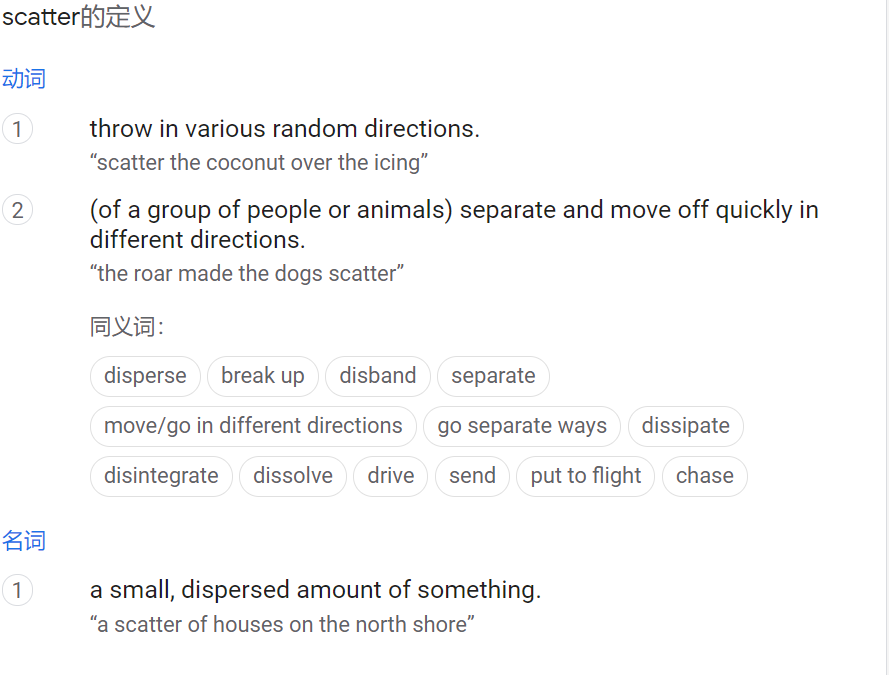 scatter的定义
动词
1
throw in various random directions.
“scatter the coconut over the icing”
2
(of a group of people or animals) separate and move off quickly in
different directions.
“the roar made the dogs scatter”
同义词：
disperse break up disband separate
move/go in different directions go separate ways dissipate
disintegrate dissolve drive send put to flight chase
名词
1
a small, dispersed amount of something.
“a scatter of houses on the north shore”